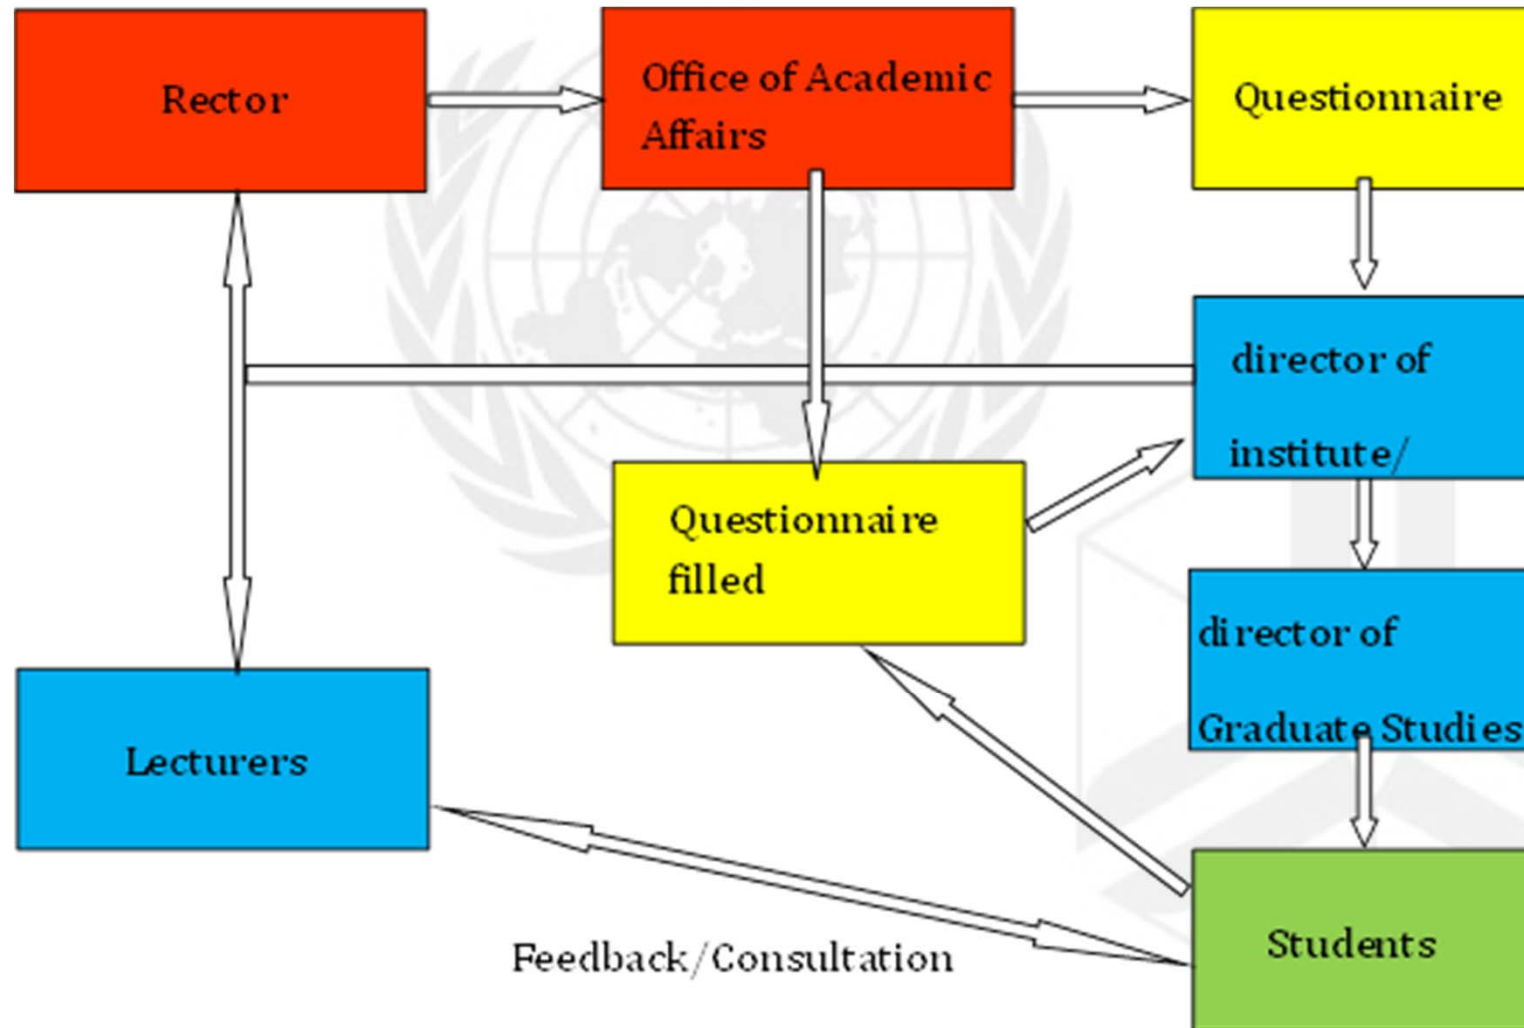 Rector
Office of Academic
Affairs
Questionnaire
director of
institute/
Questionnaire
filled
director of
Graduate Studies
Lecturers
Feedback/Consultation
Students